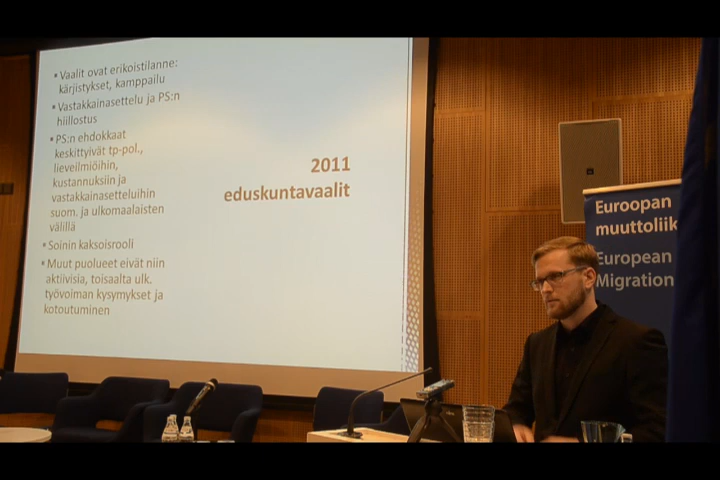 ▪ Vaalit ovat erikoistilanne:
kärjistykset, kamppailu
▪ Vastakkainasettelu ja PS:n
hiillostus
▪ PS:n ehdokkaat
keskittyivät tp-pol.,
lieveilmiöihin,
kustannuksiin ja
vastakkainasetteluihin
suom. ja ulkomaalaisten
välillä
▪ Soinin kaksoisrooli
▪ Muut puolueet eivät niin
aktiivisia, toisaalta ulk.
työvoiman kysymykset ja
kotoutuminen
2011
eduskuntavaalit
Euroopan
muuttoliik
European
Migration